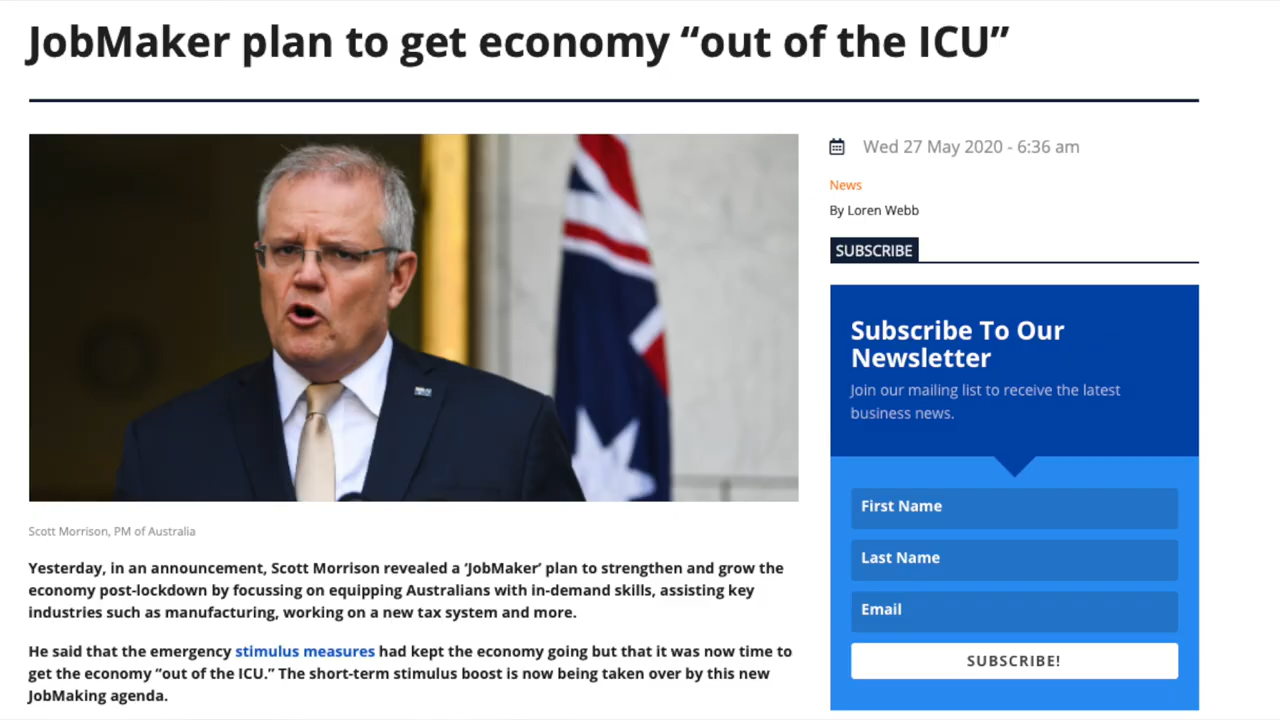 JobMaker plan to get economy “out of the ICU”
Scott Morrison, PM of Australia
Yesterday, in an announcement, Scott Morrison revealed a ‘JobMaker’ plan to strengthen and grow the
economy post-lockdown by focussing on equipping Australians with in-demand skills, assisting key
industries such as manufacturing, working on a new tax system and more.
He said that the emergency stimulus measures had kept the economy going but that it was now time to
get the economy “out of the ICU.” The short-term stimulus boost is now being taken over by this new
JobMaking agenda.
Wed 27 May 2020 - 6:36 am
News
By Loren Webb
SUBSCRIBE
Subscribe To Our
Newsletter
Join our mailing list to receive the latest
business news.
First Name
Last Name
Email
SUBSCRIBE!